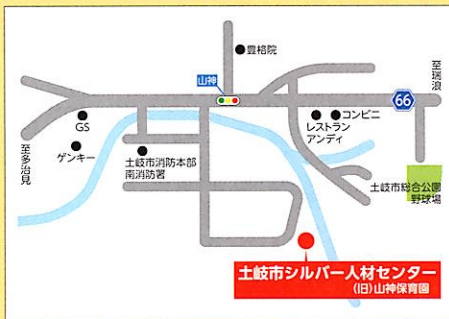 豊稔院
山神
至瑞浪
66
GS
コンビニ
レストラン
アンディ
至多治見
ゲンキー
土岐市消防本部
南消防署
土岐市総合公園
野球場
土岐市シルバー人材センター
(旧)山神保育園